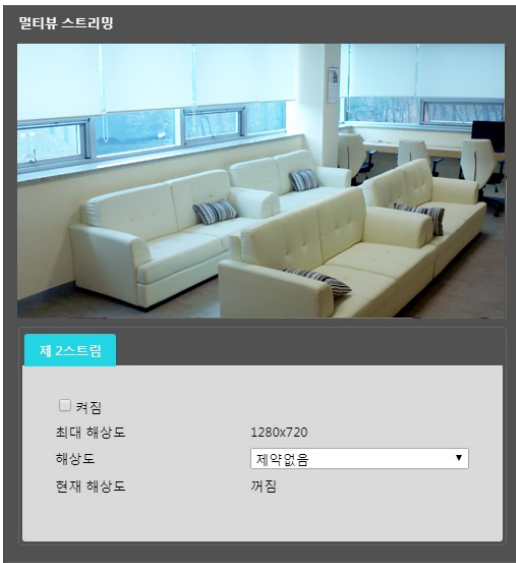 멀티뷰 스트리밍
제 2스트림
켜짐
최대 해상도 1280x720
해상도 제약없음
현재 해상도 꺼짐